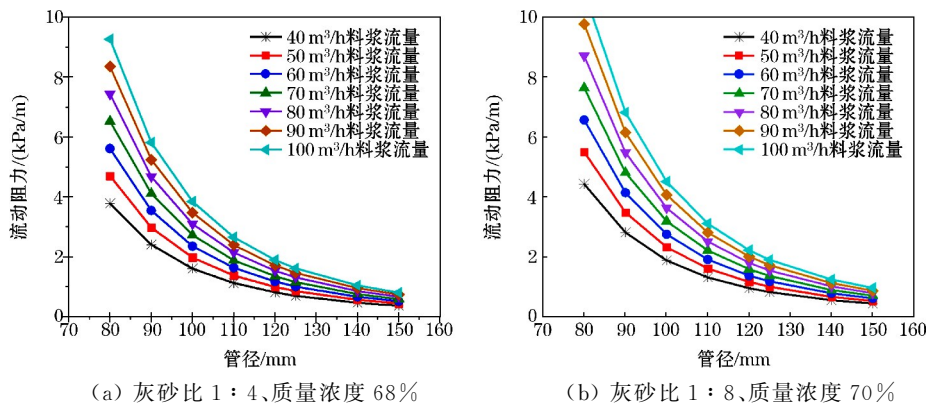 10
8
6
4
2
0
流动阻力/(kPa/m)
40 m³/h料浆流量
50 m³/h料浆流量
60 m³/h料浆流量
70 m³/h料浆流量
80 m³/h料浆流量
90 m³/h料浆流量
100 m³/h料浆流量
70 80 90 100 110 120 130 140 150 160
管径/mm
(a) 灰砂比 1：4、质量浓度 68%
10
8
6
4
2
0
流动阻力/(kPa/m)
40 m³/h料浆流量
50 m³/h料浆流量
60 m³/h料浆流量
70 m³/h料浆流量
80 m³/h料浆流量
90 m³/h料浆流量
100 m³/h料浆流量
70 80 90 100 110 120 130 140 150 160
管径/mm
(b) 灰砂比 1：8、质量浓度 70%